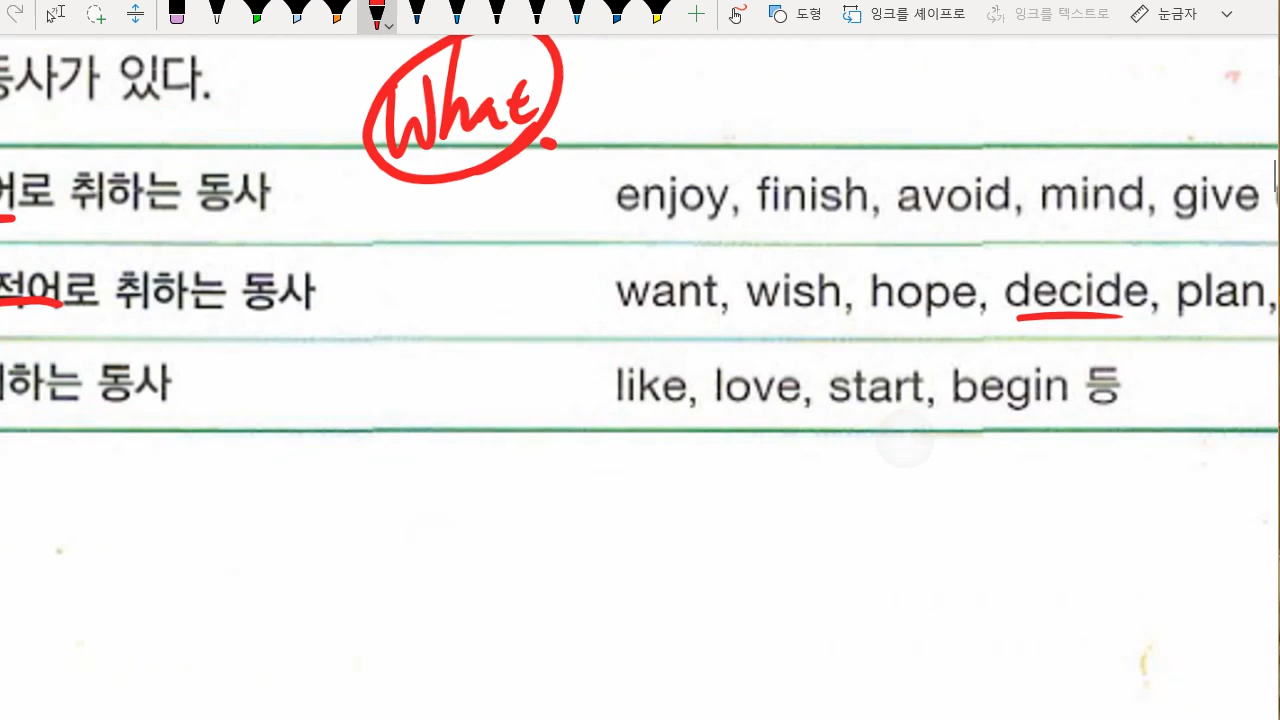 도형 잉크를 셰이프로 잉크를 텍스트로 눈금자
동사가 있다.
What.
어로 취하는 동사 enjoy, finish, avoid, mind, give
적어로 취하는 동사 want, wish, hope, decide, plan,
하는 동사 like, love, start, begin 등